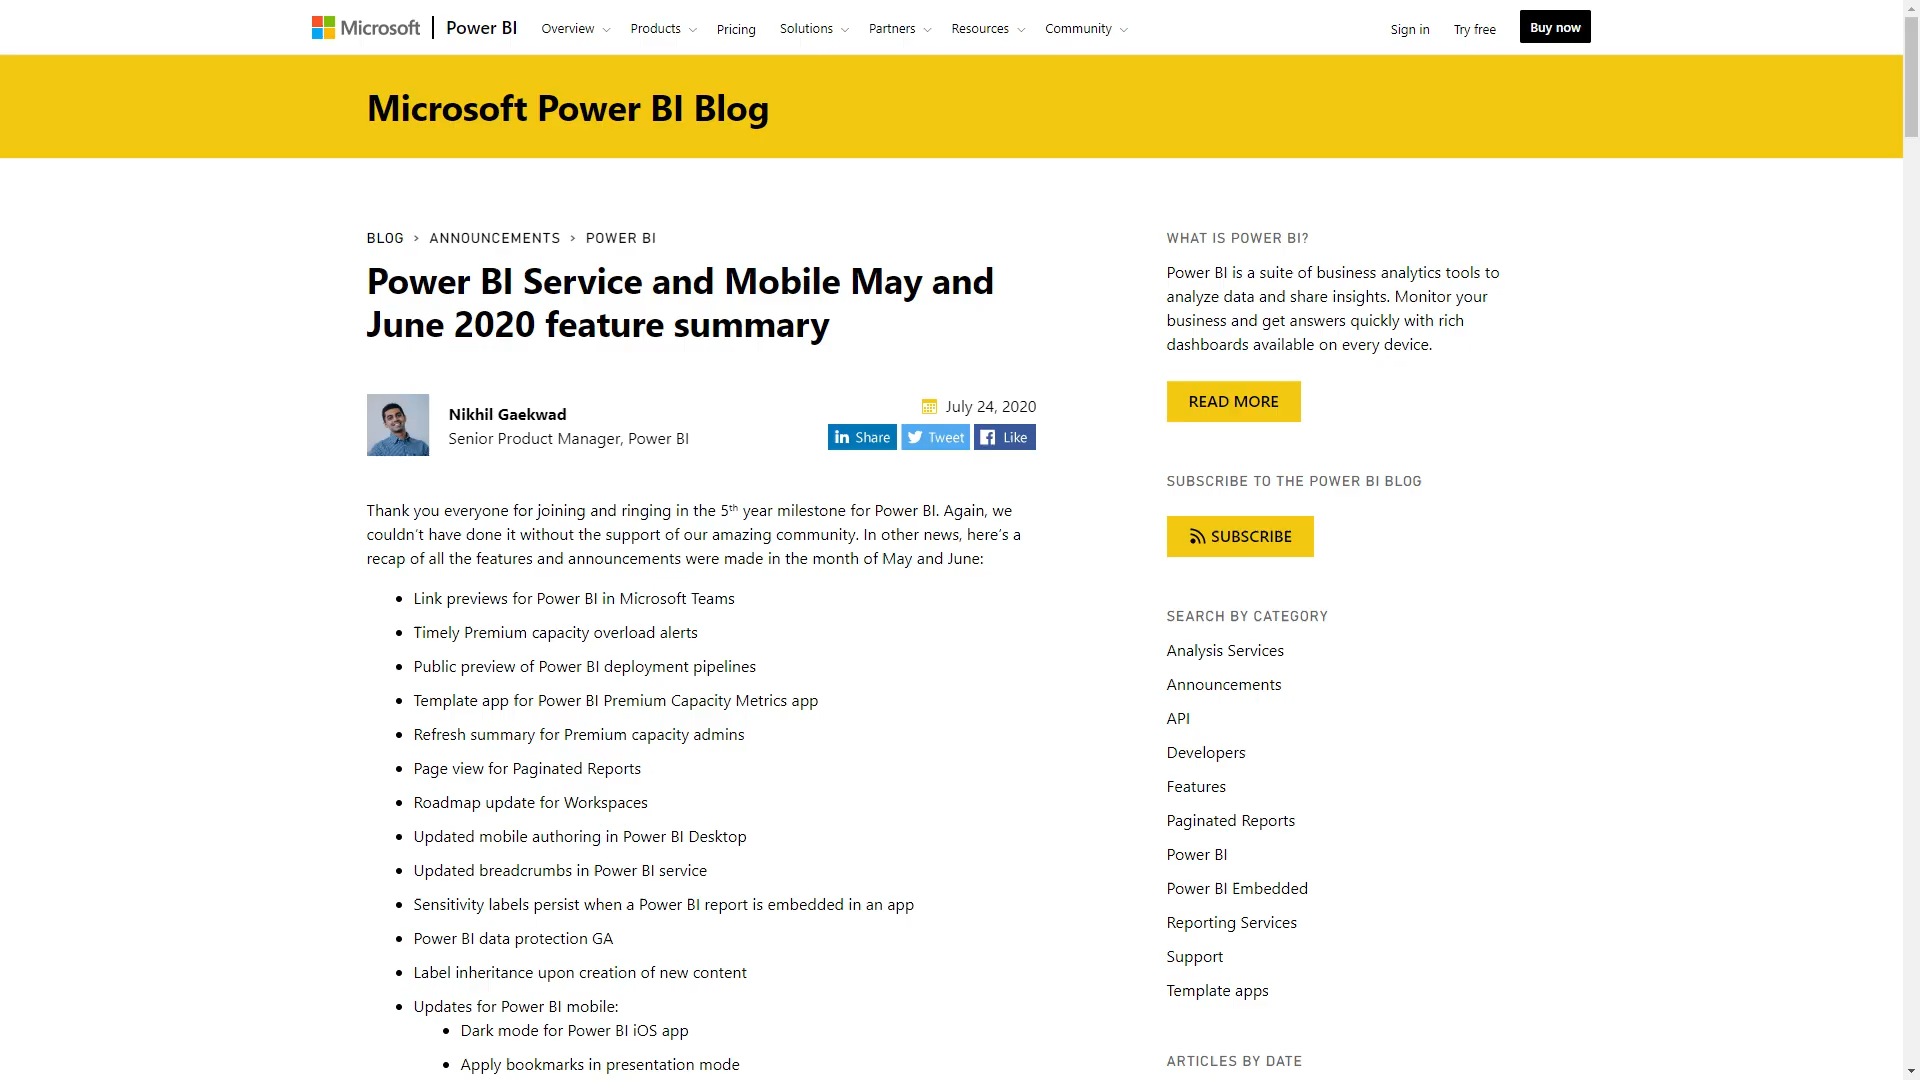 Microsoft Power BI Overview Products Pricing Solutions Partners Resources Community Sign in Try free Buy now
Microsoft Power BI Blog
BLOG > ANNOUNCEMENTS > POWER BI
Power BI Service and Mobile May and
June 2020 feature summary
Nikhil Gaekwad
Senior Product Manager, Power BI
July 24, 2020
Share Tweet Like
Thank you everyone for joining and ringing in the 5th year milestone for Power BI. Again, we
couldn’t have done it without the support of our amazing community. In other news, here’s a
recap of all the features and announcements were made in the month of May and June:
• Link previews for Power BI in Microsoft Teams
• Timely Premium capacity overload alerts
• Public preview of Power BI deployment pipelines
• Template app for Power BI Premium Capacity Metrics app
• Refresh summary for Premium capacity admins
• Page view for Paginated Reports
• Roadmap update for Workspaces
• Updated mobile authoring in Power BI Desktop
• Updated breadcrumbs in Power BI service
• Sensitivity labels persist when a Power BI report is embedded in an app
• Power BI data protection GA
• Label inheritance upon creation of new content
• Updates for Power BI mobile:
• Dark mode for Power BI iOS app
• Apply bookmarks in presentation mode
WHAT IS POWER BI?
Power BI is a suite of business analytics tools to
analyze data and share insights. Monitor your
business and get answers quickly with rich
dashboards available on every device.
READ MORE
SUBSCRIBE TO THE POWER BI BLOG
SUBSCRIBE
SEARCH BY CATEGORY
Analysis Services
Announcements
API
Developers
Features
Paginated Reports
Power BI
Power BI Embedded
Reporting Services
Support
Template apps
ARTICLES BY DATE